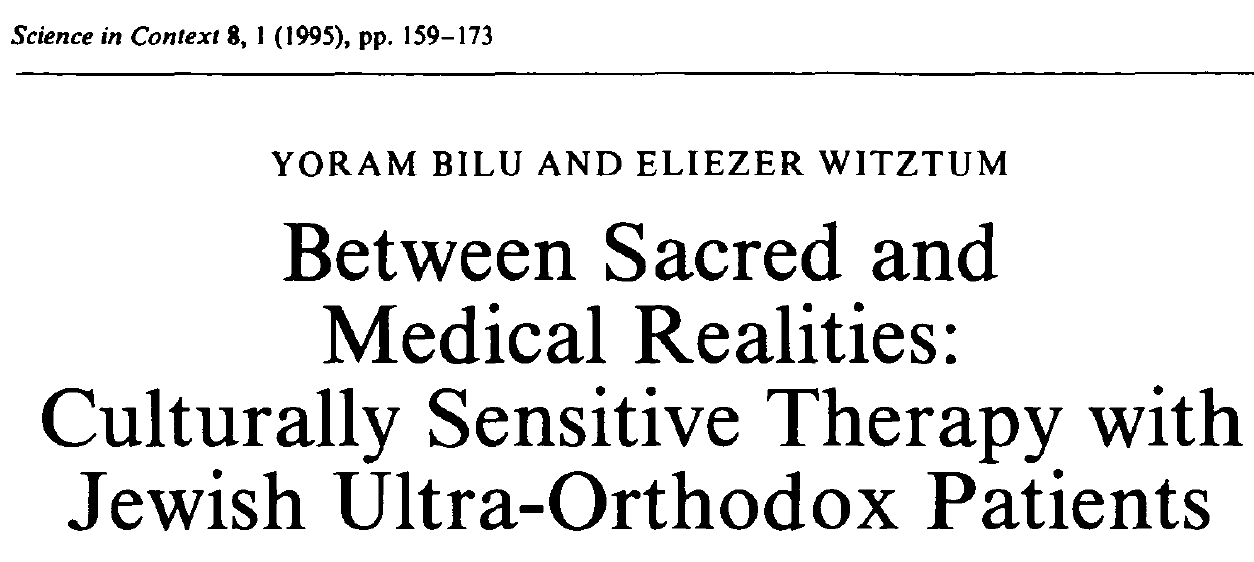 Science in Context 8, 1 (1995), pp. 159–173
YORAM BILU AND ELIEZER WITZTUM
Between Sacred and
Medical Realities:
Culturally Sensitive Therapy with
Jewish Ultra-Orthodox Patients